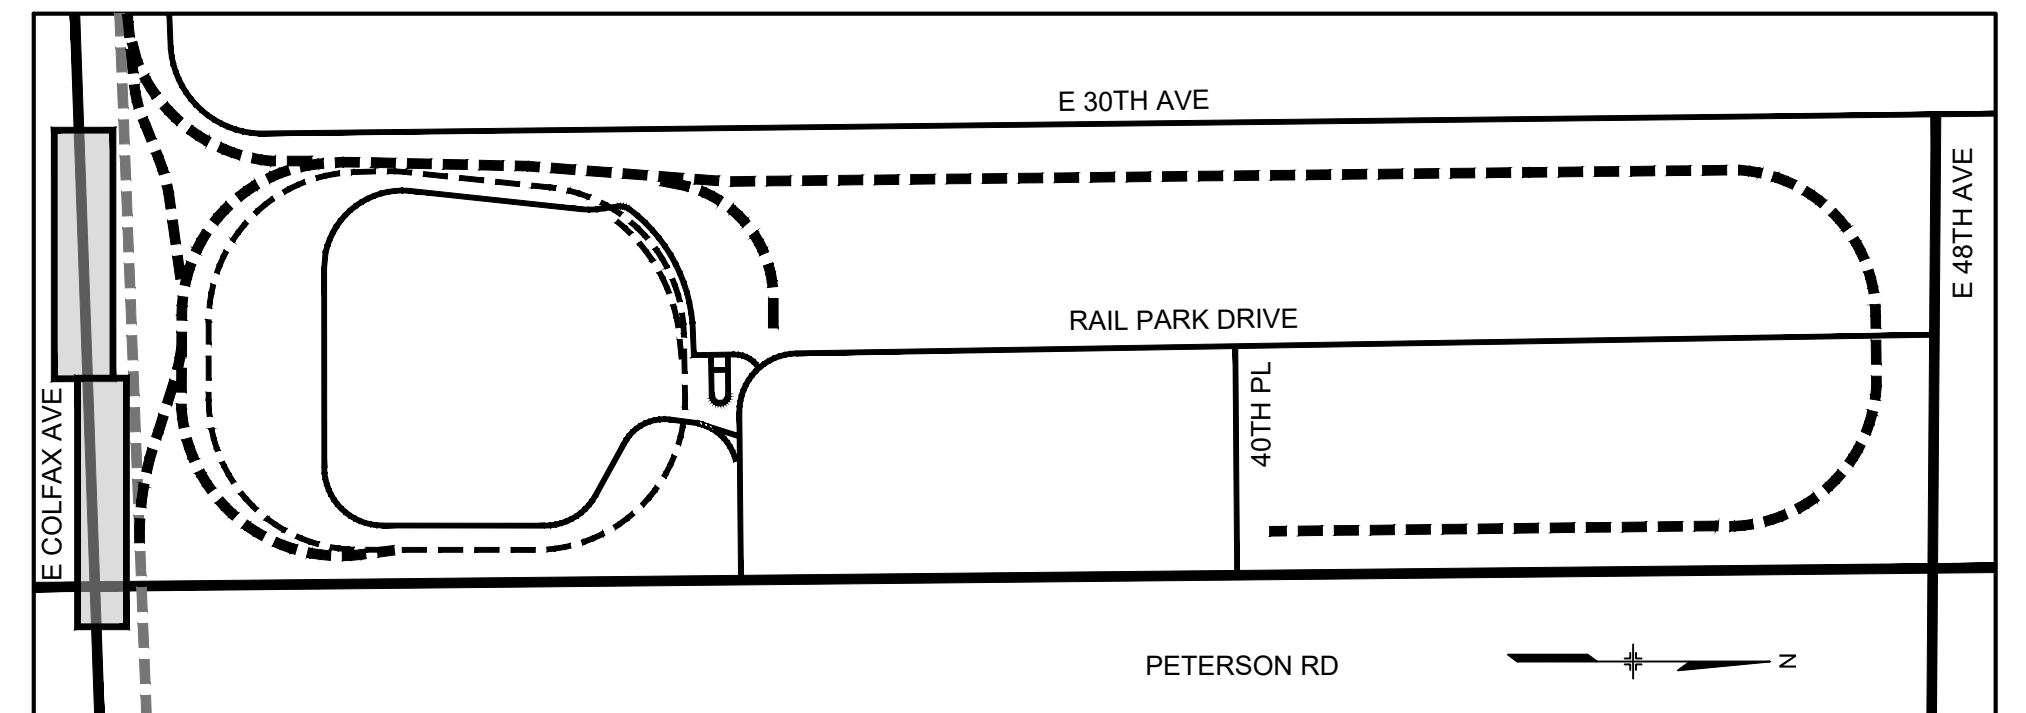 E 30TH AVE
E 48TH AVE
RAIL PARK DRIVE
40TH PL
E COLFAX AVE
PETERSON RD
N